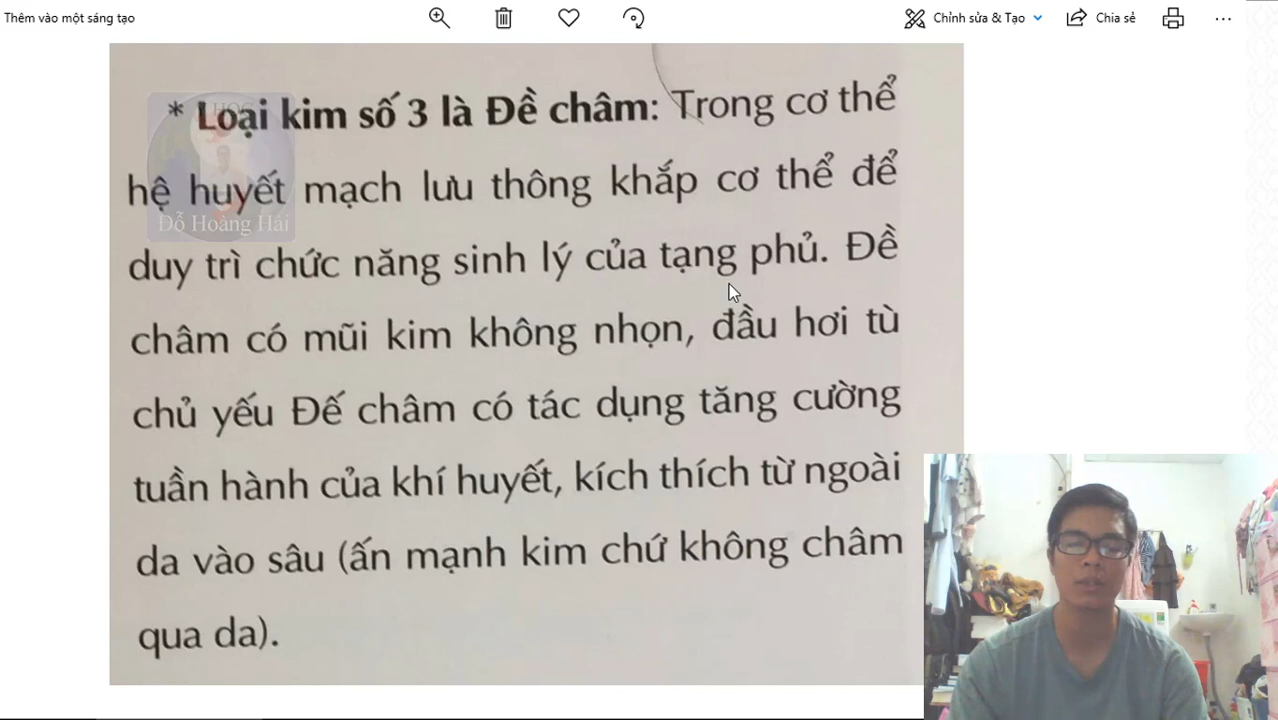 Thêm vào một sáng tạo
Chỉnh sửa & Tạo
Chia sẻ
* Loại kim số 3 là Đề châm: Trong cơ thể
hệ huyết mạch lưu thông khắp cơ thể để
duy trì chức năng sinh lý của tạng phủ. Đề
châm có mũi kim không nhọn, đầu hơi tù
chủ yếu Đế châm có tác dụng tăng cường
tuần hành của khí huyết, kích thích từ ngoài
da vào sâu (ấn mạnh kim chứ không châm
qua da).
Đỗ Hoàng Hải